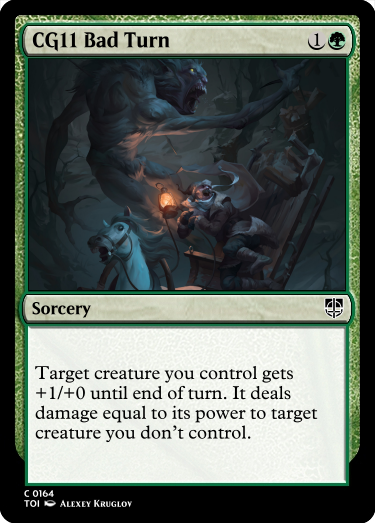 CG11 Bad Turn 1
Sorcery
Target creature you control gets
+1/+0 until end of turn. It deals
damage equal to its power to target
creature you don't control.
C 0164
TOI Alexey Kruglov